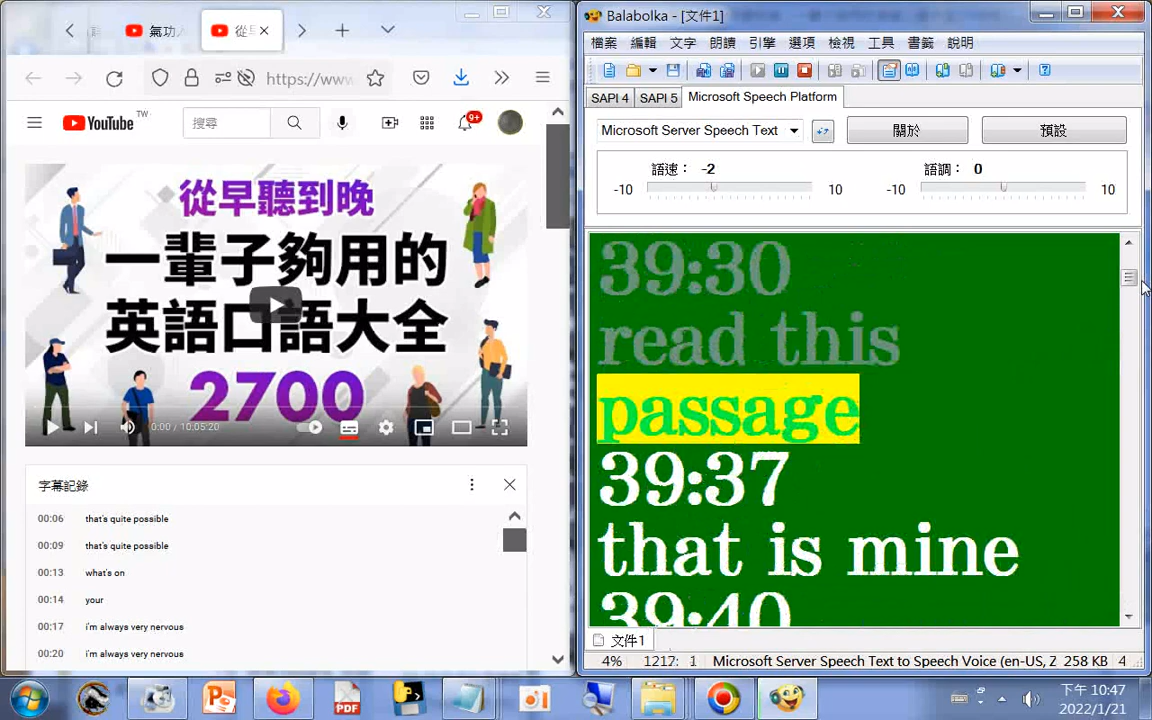 氣功
從
https://www
YouTube TW
搜尋
9+
從早聽到晚
一輩子夠用的
英語口語大全
2700
0:00 / 10:05:20
字幕記錄
00:06 that's quite possible
00:09 that's quite possible
00:13 what's on
00:14 your
00:17 i'm always very nervous
00:20 i'm always very nervous
Balabolka - [文件1]
檔案 編輯 文字 朗讀 引擎 選項 檢視 工具 書籤 說明
SAPI 4 SAPI 5 Microsoft Speech Platform
Microsoft Server Speech Text 關於 預設
語速： -2 語調： 0
-10 10 -10 10
39:30
read this
passage
39:37
that is mine
39:40
文件1
4% 1217: 1 Microsoft Server Speech Text to Speech Voice (en-US, Z 258 KB 4
PDF
下午 10:47
2022/1/21